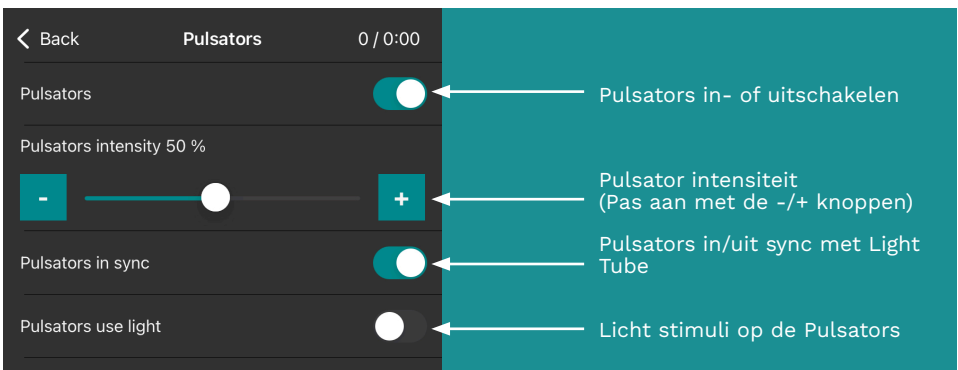 Back Pulsators 0 / 0:00
Pulsators
Pulsators in- of uitschakelen
Pulsators intensity 50 %
- +
Pulsator intensiteit
(Pas aan met de -/+ knoppen)
Pulsators in sync
Pulsators in/uit sync met Light
Tube
Pulsators use light
Licht stimuli op de Pulsators